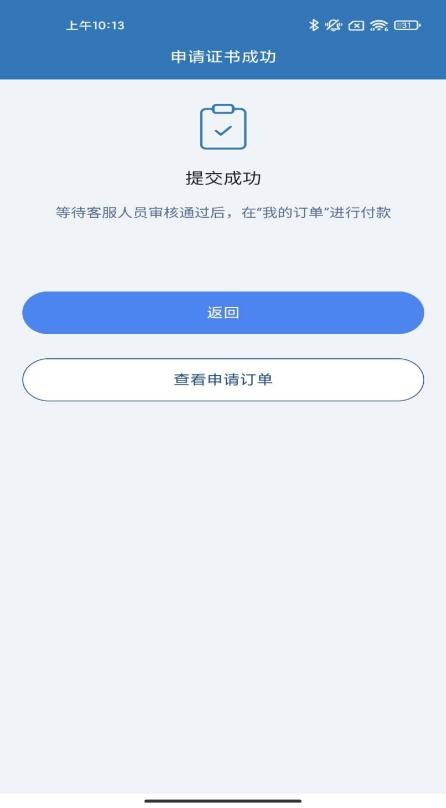 上午10:13
31
申请证书成功
提交成功
等待客服人员审核通过后，在“我的订单”进行付款
返回
查看申请订单